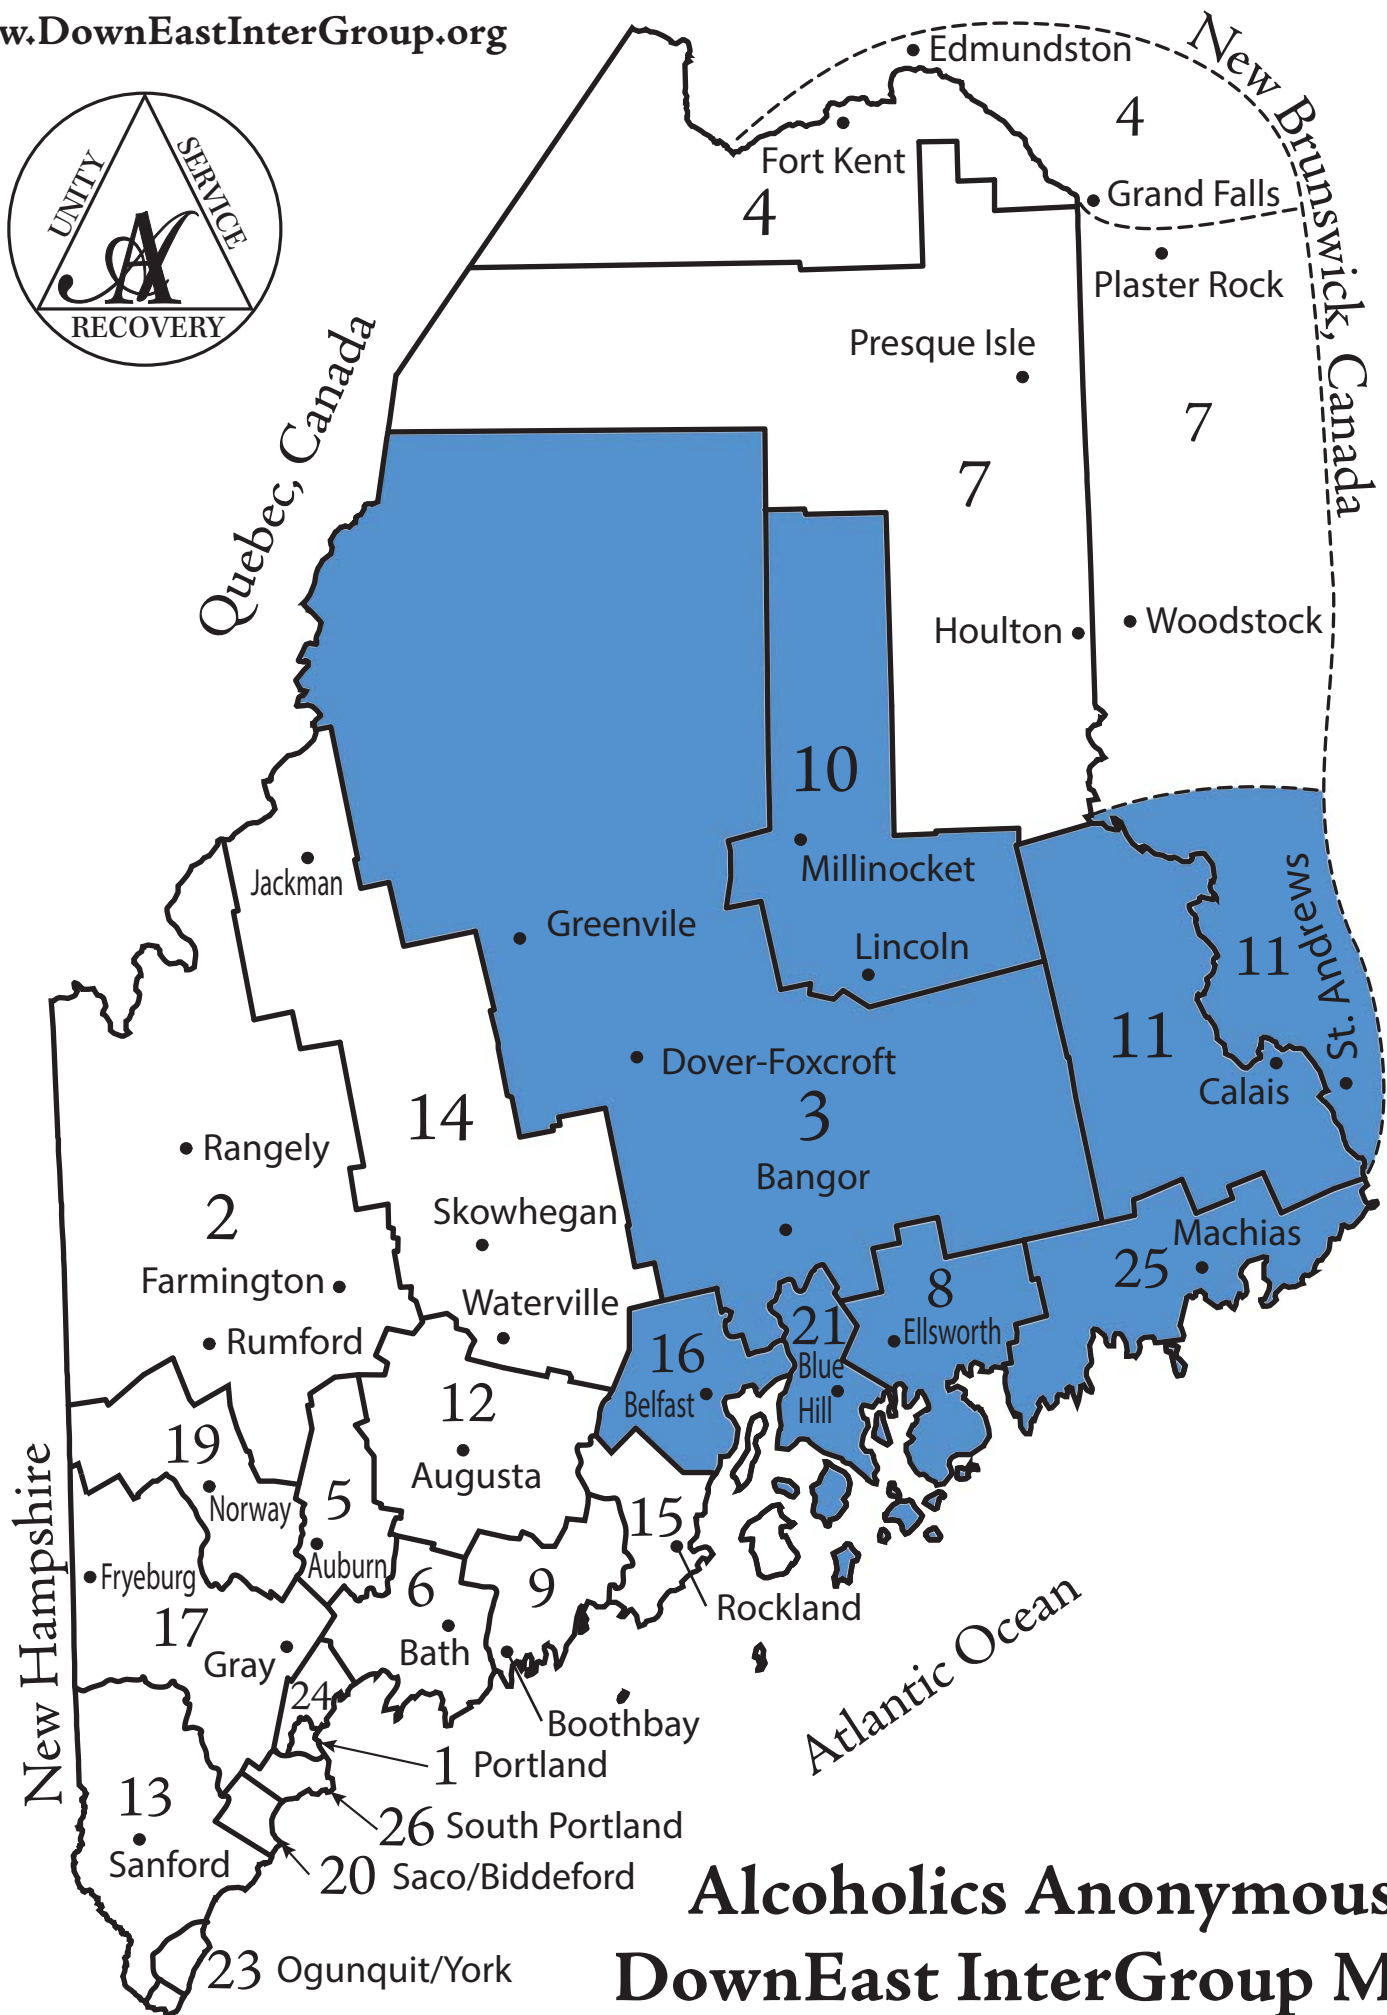 w.DownEastInterGroup.org
UNITY
SERVICE
RECOVERY
AA
Edmundston
New Brunswick, Canada
4
Fort Kent
4
Grand Falls
Plaster Rock
Quebec, Canada
Presque Isle
7
7
Houlton
Woodstock
10
Millinocket
Jackman
Greenvile
Lincoln
11
St. Andrews
11
Calais
Dover-Foxcroft
3
Bangor
14
Rangely
2
Skowhegan
Farmington
Waterville
Rumford
Machias
25
8
Ellsworth
21
Blue
Hill
16
Belfast
12
Augusta
19
Norway
5
Auburn
15
Rockland
New Hampshire
Fryeburg
17
Gray
6
Bath
9
Boothbay
Atlantic Ocean
24
1 Portland
26 South Portland
20 Saco/Biddeford
13
Sanford
23 Ogunquit/York
Alcoholics Anonymous
DownEast InterGroup M